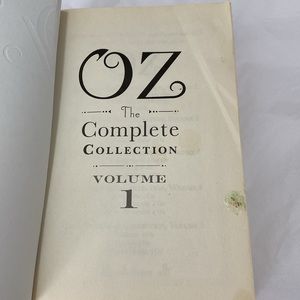 OZ
The
Complete
COLLECTION
VOLUME
1